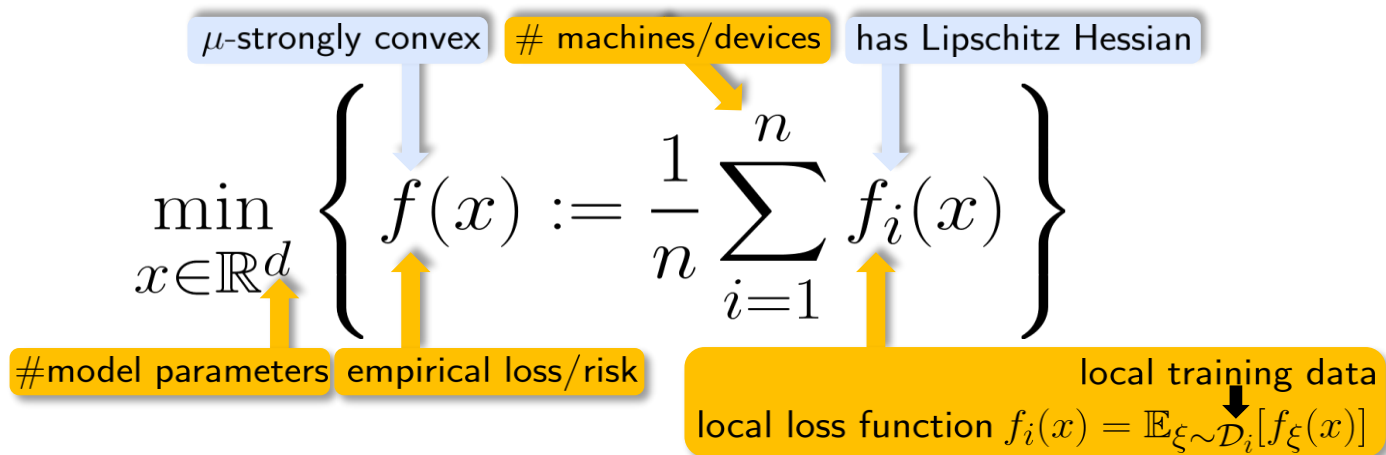 μ-strongly convex # machines/devices has Lipschitz Hessian
min x∈ℝ^d { f(x) := 1/n ∑_{i=1}^{n} f_i(x) }
#model parameters empirical loss/risk
local training data
local loss function f_i(x) = 𝔼_{ξ∼𝒟_i}[f_ξ(x)]